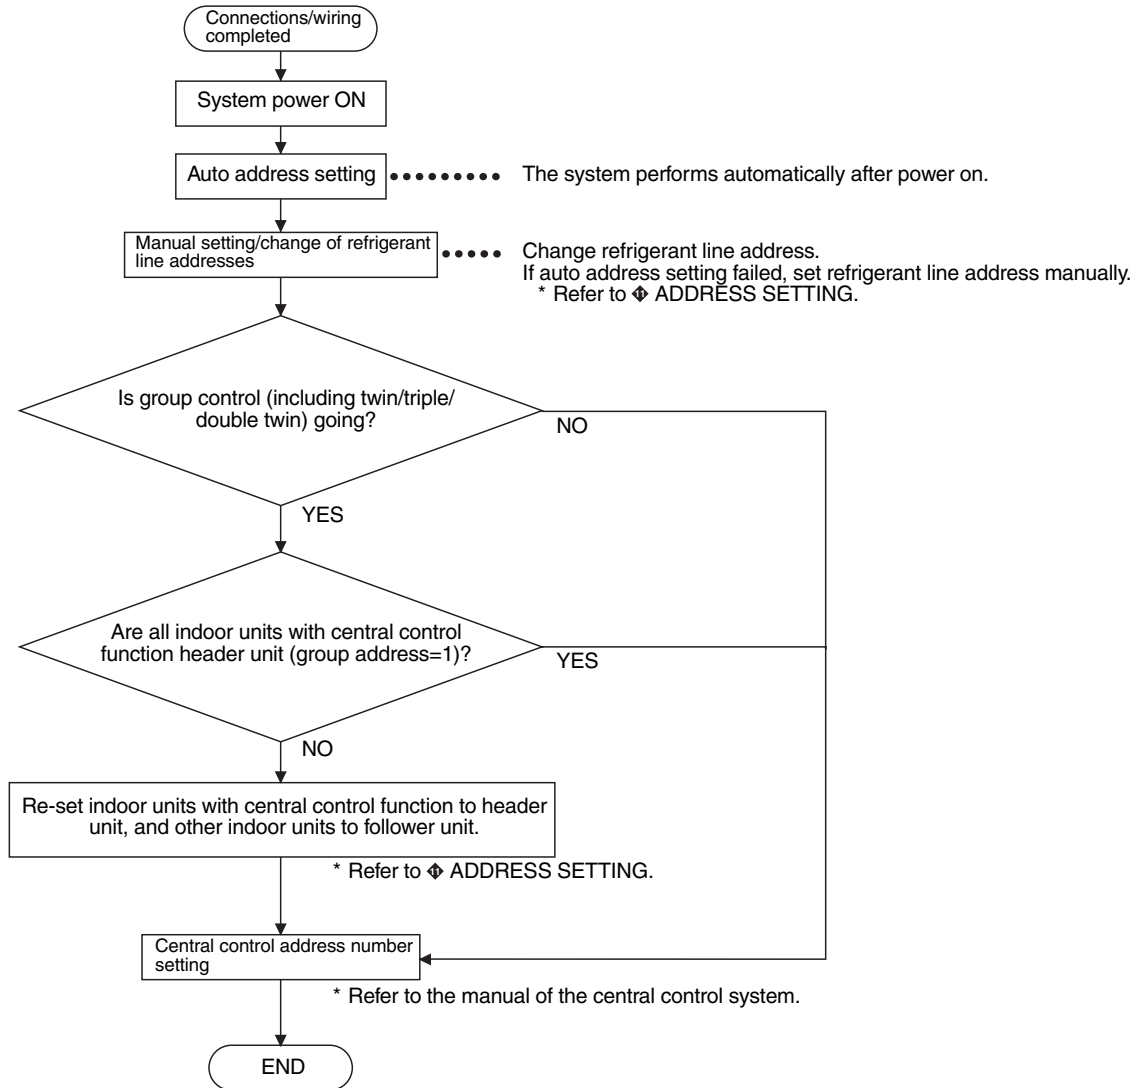 Connections/wiring
completed
System power ON
Auto address setting
The system performs automatically after power on.
Manual setting/change of refrigerant
line addresses
Change refrigerant line address.
If auto address setting failed, set refrigerant line address manually.
* Refer to ADDRESS SETTING.
Is group control (including twin/triple/
double twin) going?
NO
YES
Are all indoor units with central control
function header unit (group address=1)?
YES
NO
Re-set indoor units with central control function to header
unit, and other indoor units to follower unit.
* Refer to ADDRESS SETTING.
Central control address number
setting
* Refer to the manual of the central control system.
END